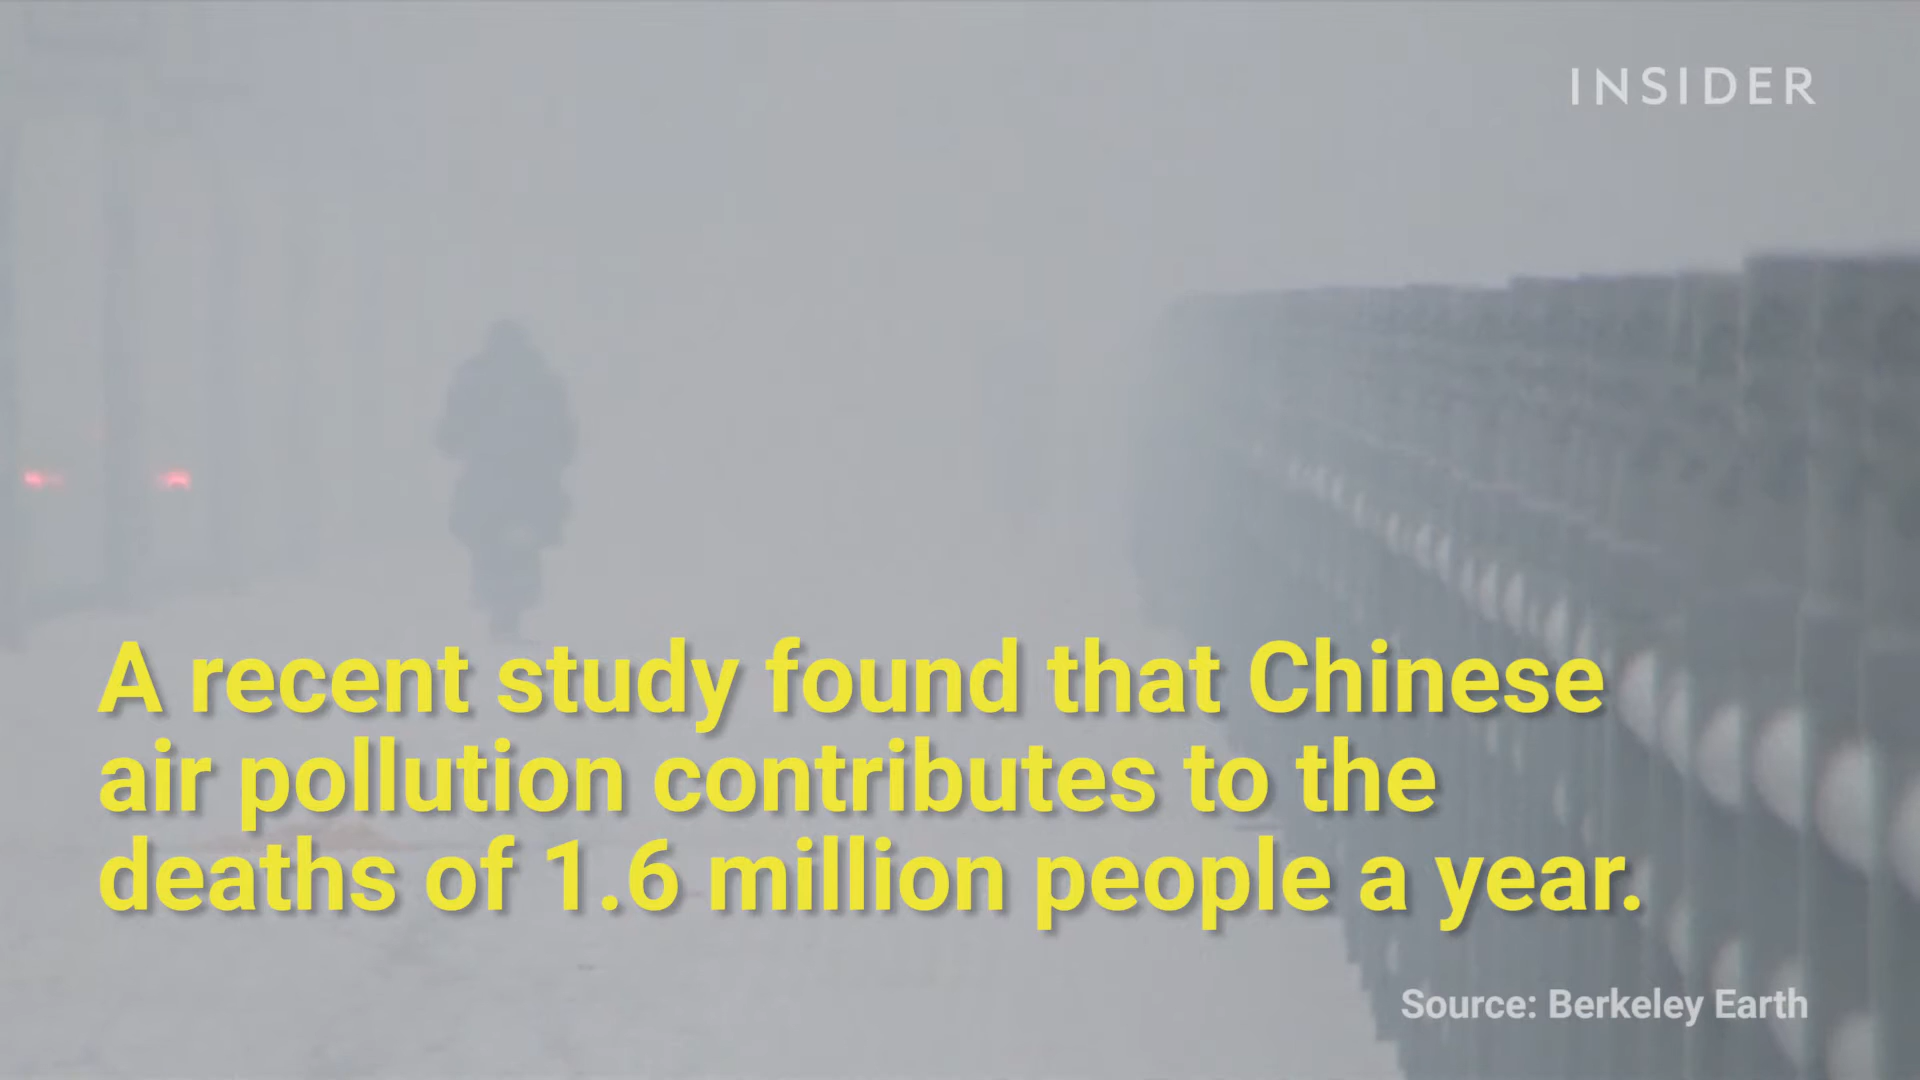 INSIDER
A recent study found that Chinese
air pollution contributes to the
deaths of 1.6 million people a year.
Source: Berkeley Earth